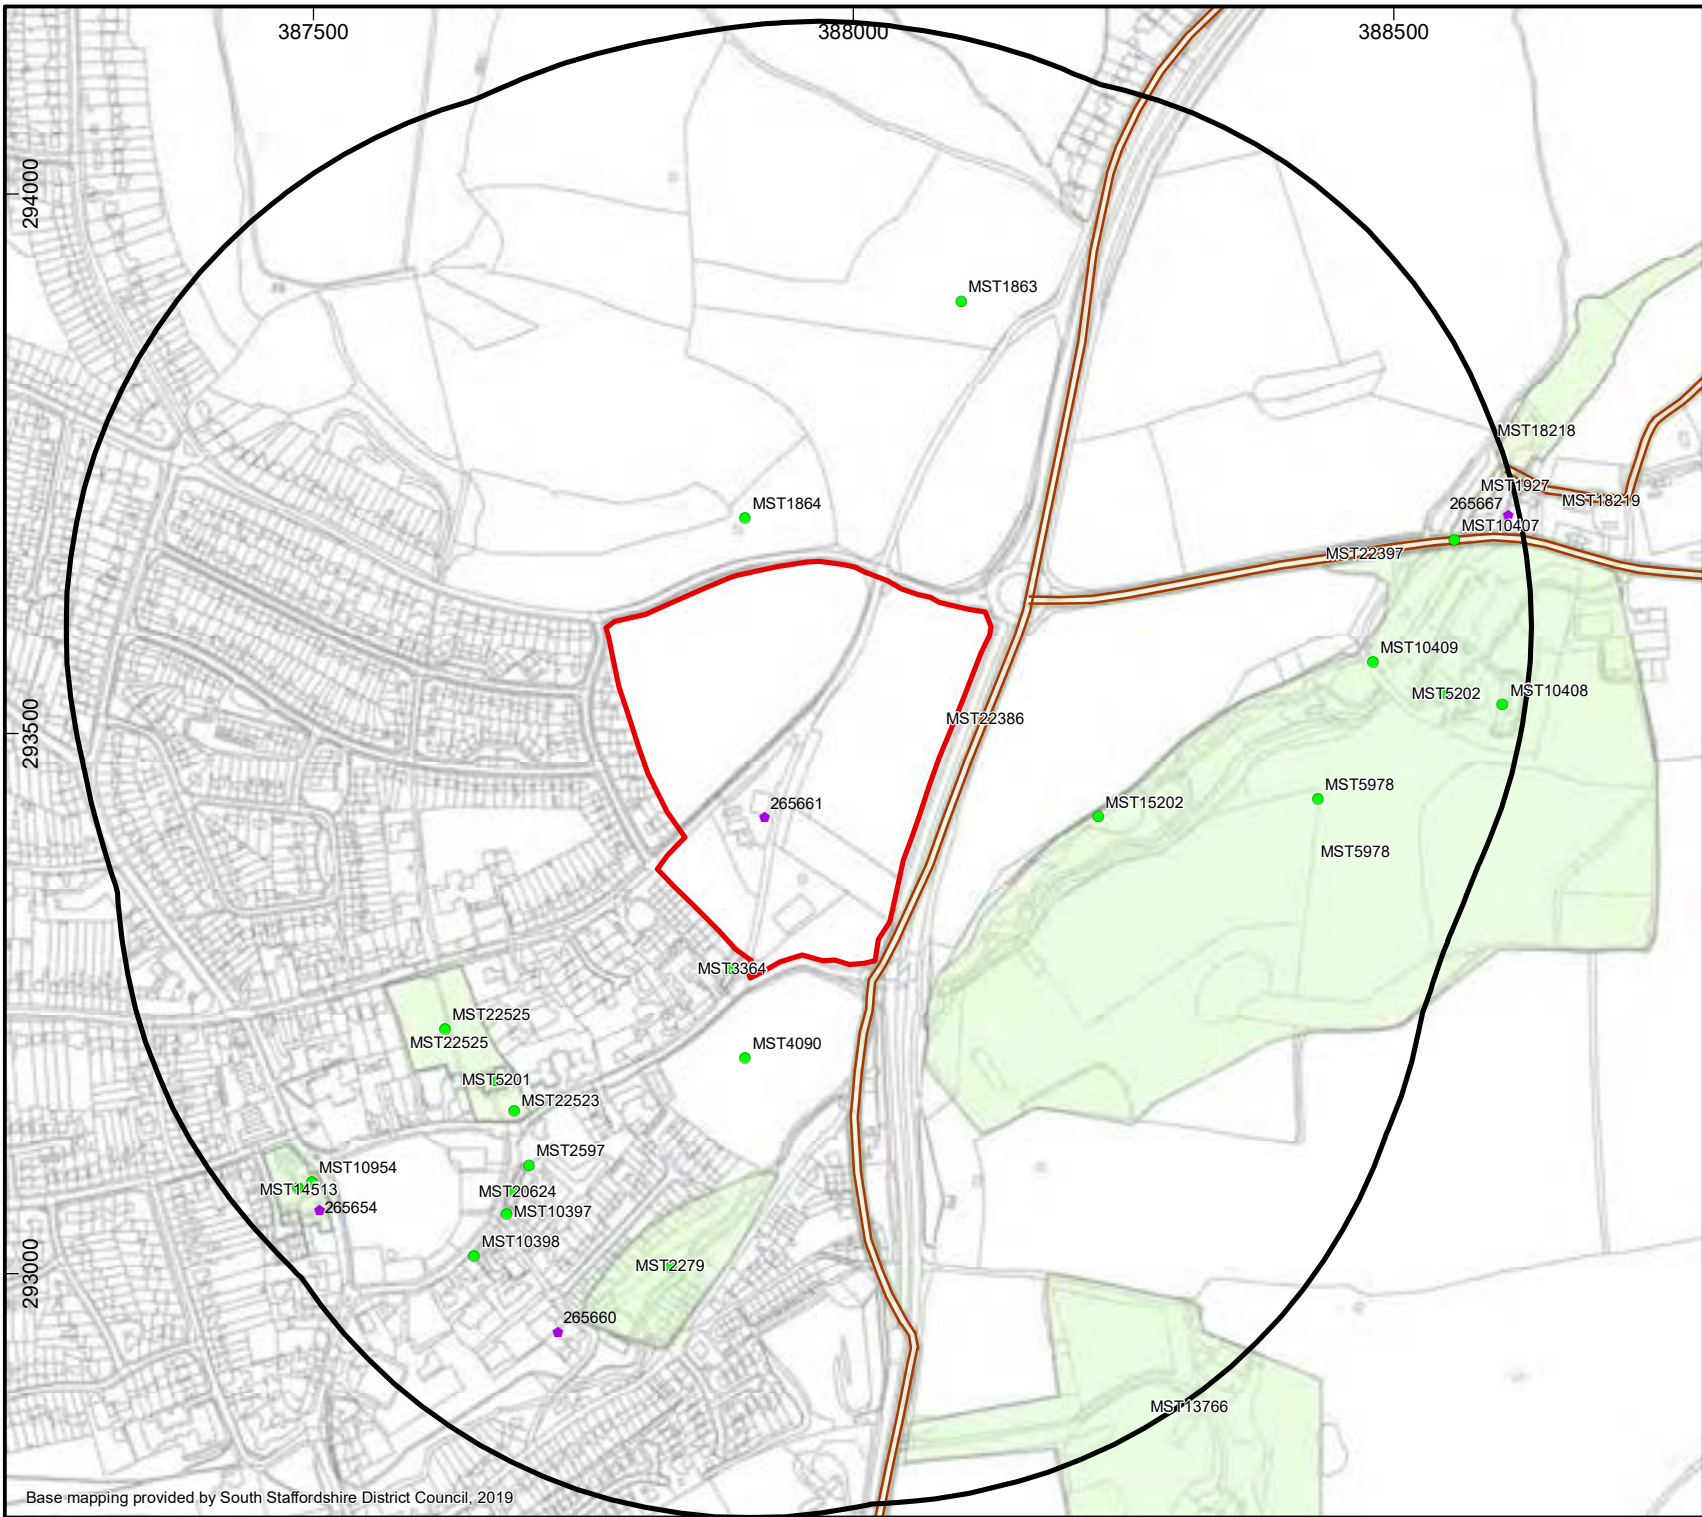 387500
388000
388500
294000
MST1863
MST18218
MST1927
MST18219
265667
MST1864
MST10407
MST22397
MST10409
MST5202
MST10408
293500
MST22386
MST5978
265661
MST15202
MST5978
MST3364
MST22525
MST22525
MST4090
MST5201
MST22523
MST2597
MST10954
MST14513
MST20624
265654
MST10397
MST10398
MST2279
293000
265660
MST13766
Base mapping provided by South Staffordshire District Council, 2019